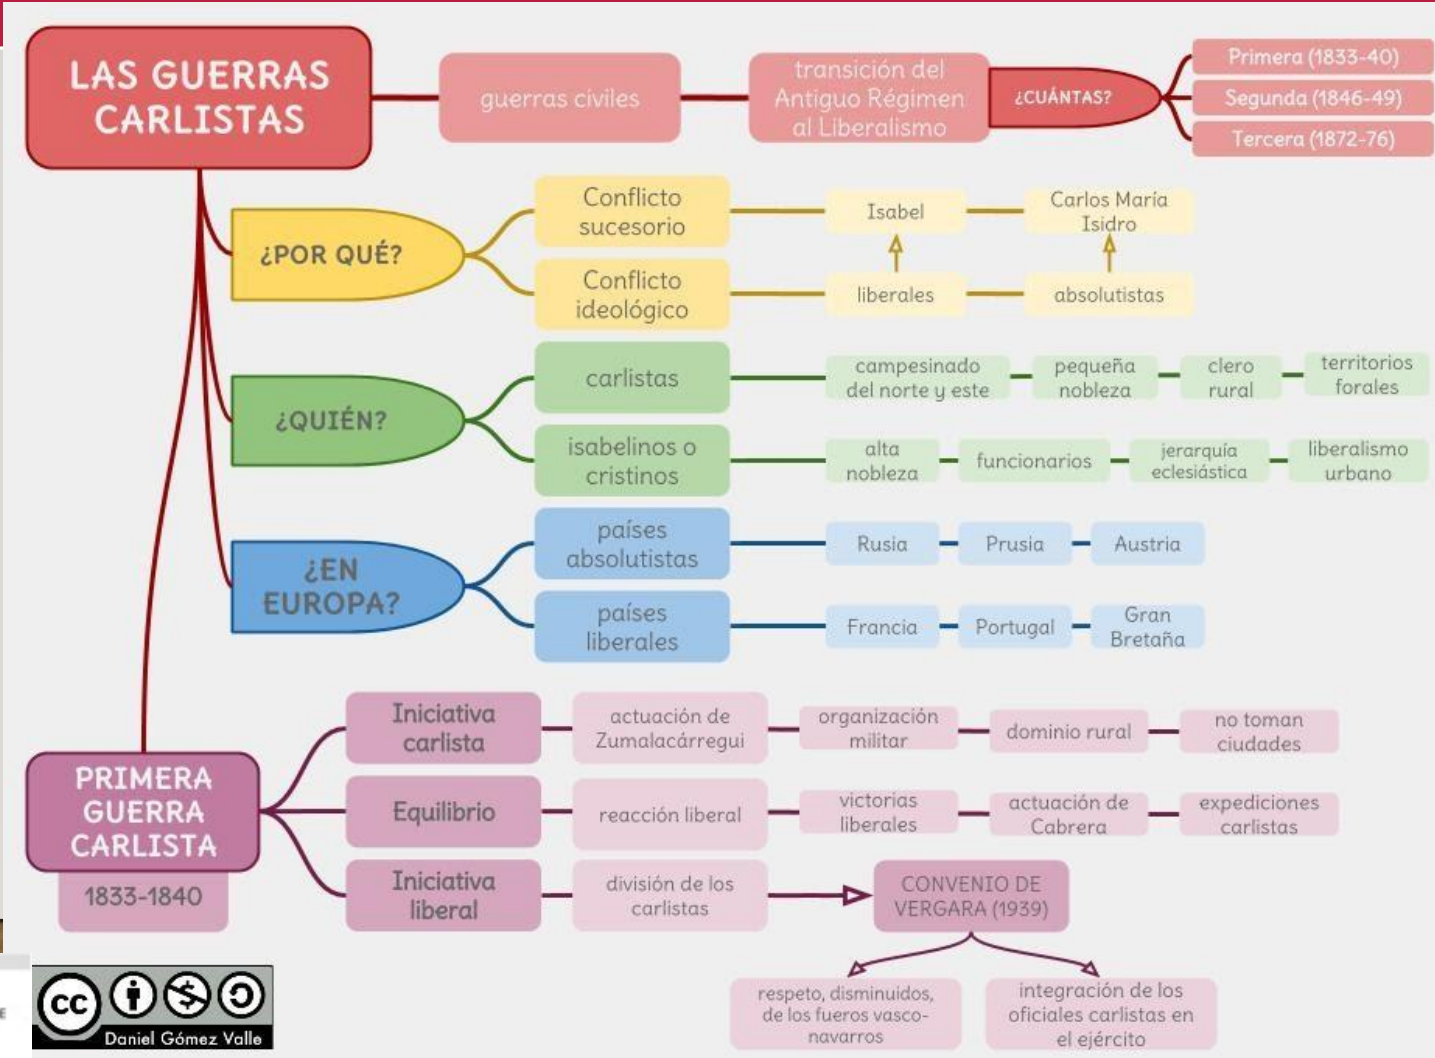 LAS GUERRAS
CARLISTAS
guerras civiles
transición del
Antiguo Régimen
al Liberalismo
¿CUÁNTAS?
Primera (1833-40)
Segunda (1846-49)
Tercera (1872-76)
¿POR QUÉ?
Conflicto
sucesorio
Isabel
Carlos María
Isidro
Conflicto
ideológico
liberales
absolutistas
¿QUIÉN?
carlistas
campesinado
del norte y este
pequeña
nobleza
clero
rural
territorios
forales
isabelinos o
cristinos
alta
nobleza
funcionarios
jerarquía
eclesiástica
liberalismo
urbano
¿EN
EUROPA?
países
absolutistas
Rusia
Prusia
Austria
países
liberales
Francia
Portugal
Gran
Bretaña
PRIMERA
GUERRA
CARLISTA
1833-1840
Iniciativa
carlista
actuación de
Zumalacárregui
organización
militar
dominio rural
no toman
ciudades
Equilibrio
reacción liberal
victorias
liberales
actuación de
Cabrera
expediciones
carlistas
Iniciativa
liberal
división de los
carlistas
CONVENIO DE
VERGARA (1939)
respeto, disminuidos,
de los fueros vasco-
navarros
integración de los
oficiales carlistas en
el ejército
cc
Daniel Gómez Valle